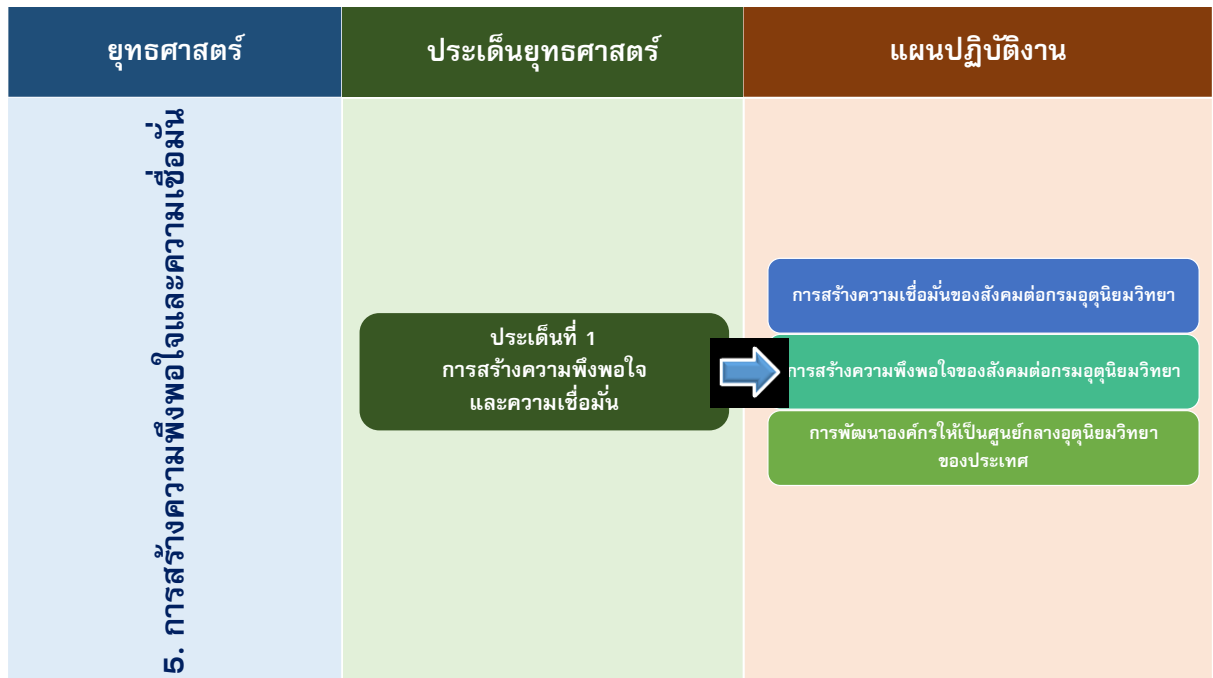 ยุทธศาสตร์
ประเด็นยุทธศาสตร์
แผนปฏิบัติงาน
5. การสร้างความพึงพอใจและความเชื่อมั่น
ประเด็นที่ 1
การสร้างความพึงพอใจ
และความเชื่อมั่น
การสร้างความเชื่อมั่นของสังคมต่อกรมอุตุนิยมวิทยา
การสร้างความพึงพอใจของสังคมต่อกรมอุตุนิยมวิทยา
การพัฒนาองค์กรให้เป็นศูนย์กลางอุตุนิยมวิทยา
ของประเทศ